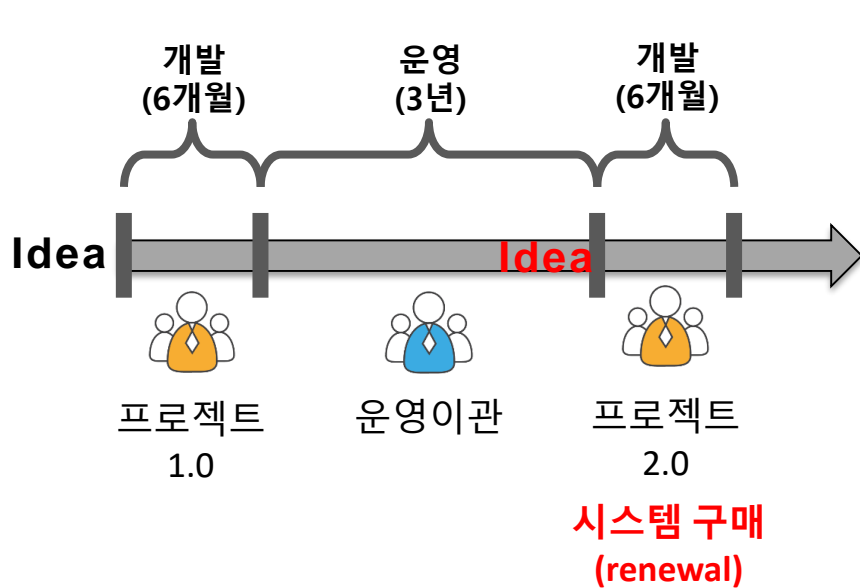 개발
(6개월)
운영
(3년)
개발
(6개월)
Idea
Idea
프로젝트
1.0
운영이관
프로젝트
2.0
시스템 구매
(renewal)